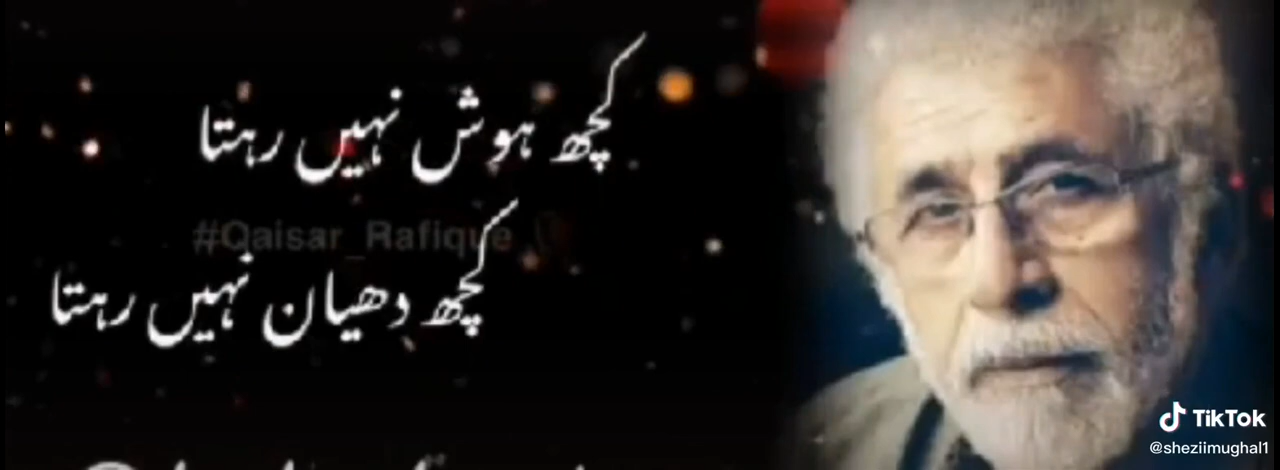 کچھ ہوش نہیں رہتا
#Qaisar_Rafique
کچھ دھیان نہیں رہتا
TikTok
@sheziimughal1